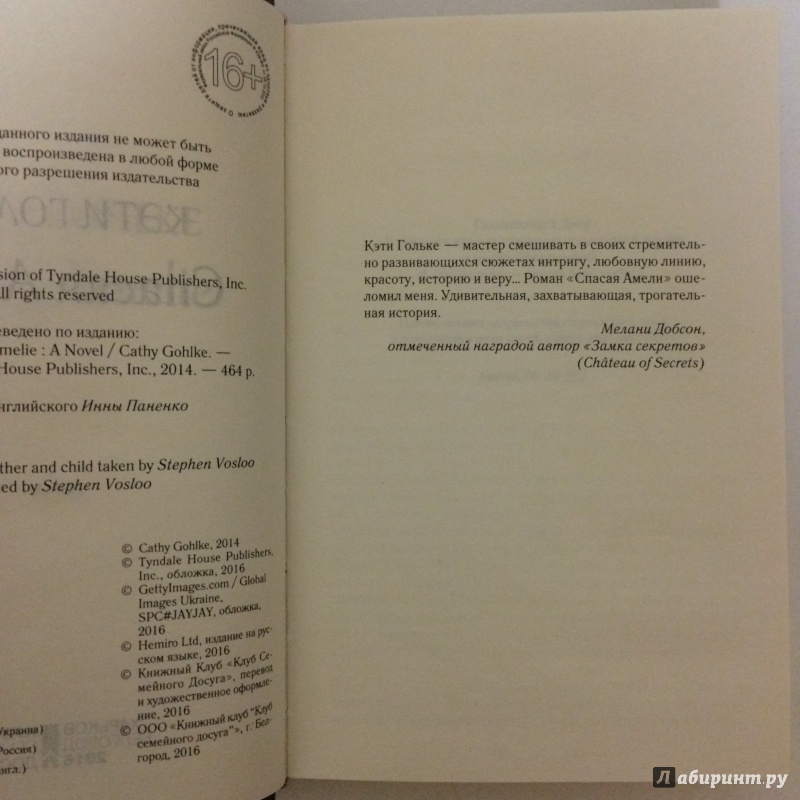 16+
данного издания не может быть
воспроизведена в любой форме
ого разрешения издательства
sion of Tyndale House Publishers, Inc.
All rights reserved
еведено по изданию:
melie : A Novel / Cathy Gohlke. —
House Publishers, Inc., 2014. — 464 p.
нглийского Инны Паненко
ther and child taken by Stephen Vosloo
ed by Stephen Vosloo
© Cathy Gohlke, 2014
© Tyndale House Publishers,
Inc., обложка, 2016
© GettyImages.com / Global
Images Ukraine,
SPC#JAYJAY, обложка,
2016
© Hemiro Ltd, издание на рус-
ском языке, 2016
© Книжный Клуб «Клуб Се-
мейного Досуга», перевод
и художественное оформле-
ние, 2016
© ООО «Книжный клуб "Клуб
семейного досуга"», г. Бел-
город, 2016
Украина)
Россия)
нгл.)
Кэти Гольке — мастер смешивать в своих стремитель-
но развивающихся сюжетах интригу, любовную линию,
красоту, историю и веру... Роман «Спасая Амели» оше-
ломил меня. Удивительная, захватывающая, трогатель-
ная история.
Мелани Добсон,
отмеченный наградой автор «Замка секретов»
(Château of Secrets)
Лабиринт.ру